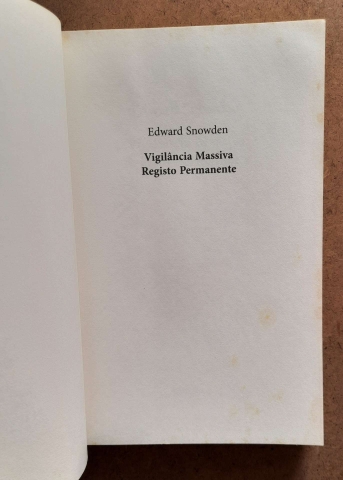 Edward Snowden
Vigilância Massiva
Registo Permanente